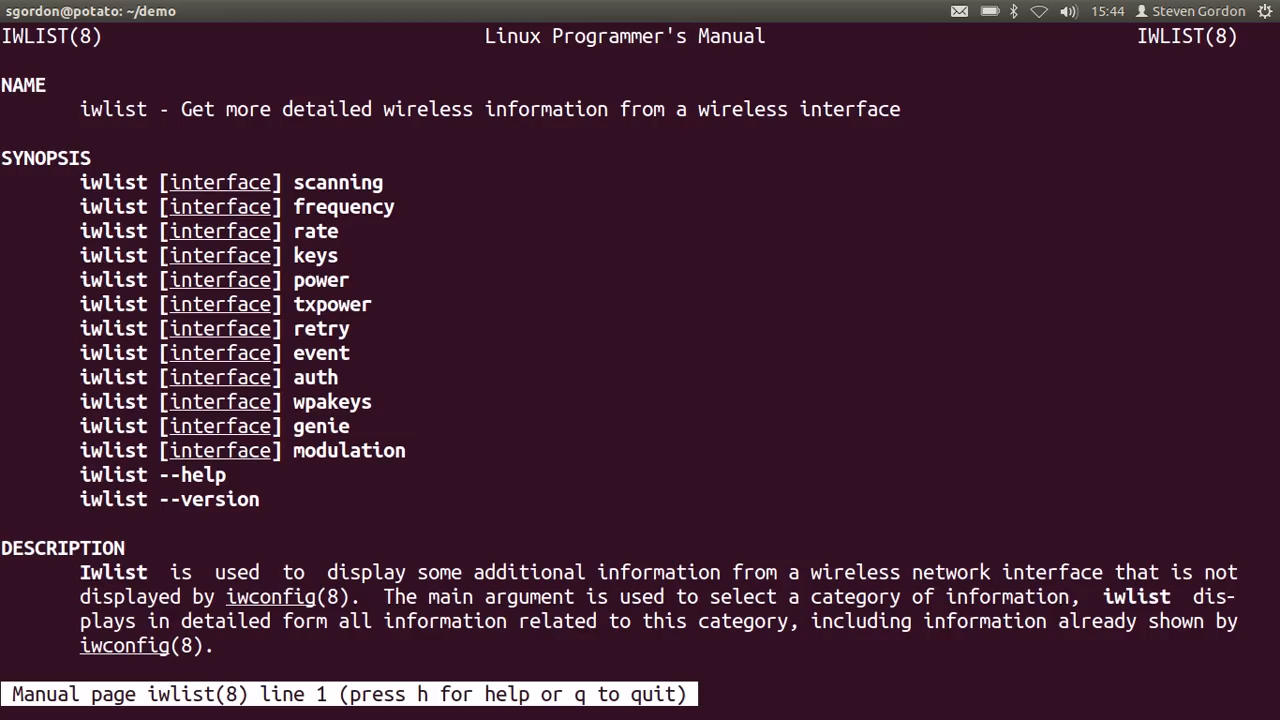 sgordon@potato: ~/demo 15:44 Steven Gordon
IWLIST(8) Linux Programmer's Manual IWLIST(8)
NAME
iwlist - Get more detailed wireless information from a wireless interface
SYNOPSIS
iwlist [interface] scanning
iwlist [interface] frequency
iwlist [interface] rate
iwlist [interface] keys
iwlist [interface] power
iwlist [interface] txpower
iwlist [interface] retry
iwlist [interface] event
iwlist [interface] auth
iwlist [interface] wpakeys
iwlist [interface] genie
iwlist [interface] modulation
iwlist --help
iwlist --version
DESCRIPTION
Iwlist is used to display some additional information from a wireless network interface that is not
displayed by iwconfig(8). The main argument is used to select a category of information, iwlist dis-
plays in detailed form all information related to this category, including information already shown by
iwconfig(8).
Manual page iwlist(8) line 1 (press h for help or q to quit)